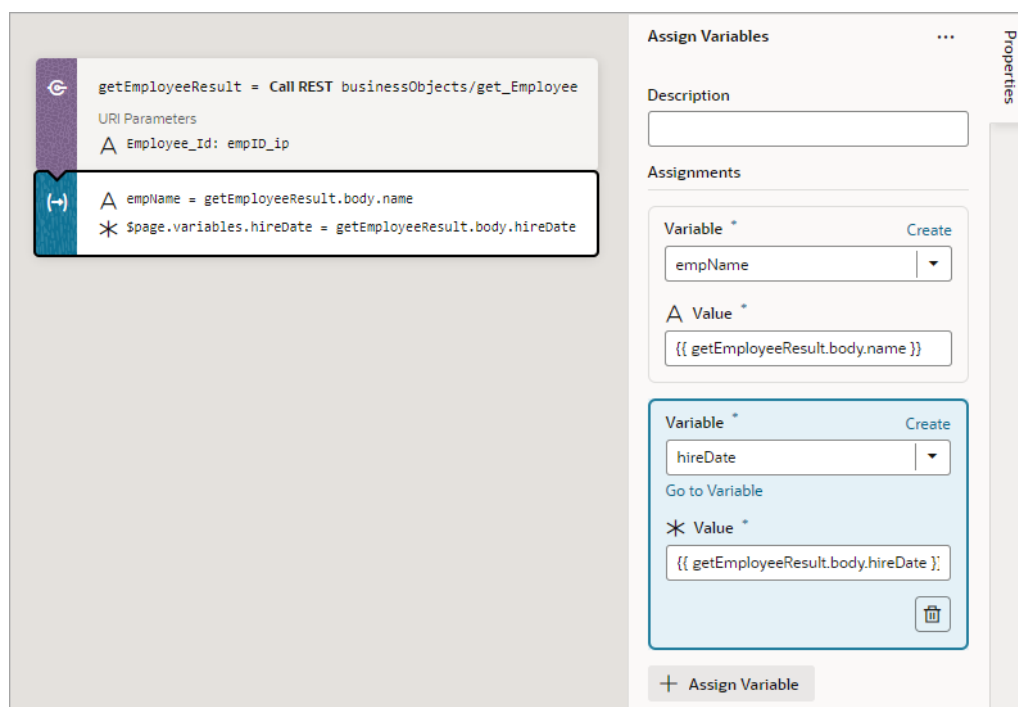 getEmployeeResult = Call REST businessObjects/get_Employee
URI Parameters
A Employee_Id: empID_ip
(→) A empName = getEmployeeResult.body.name
$page.variables.hireDate = getEmployeeResult.body.hireDate
Assign Variables ...
Properties
Description
Assignments
Variable * Create
empName
A Value *
{{ getEmployeeResult.body.name }}
Variable * Create
hireDate
Go to Variable
Value *
{{ getEmployeeResult.body.hireDate }}
+ Assign Variable